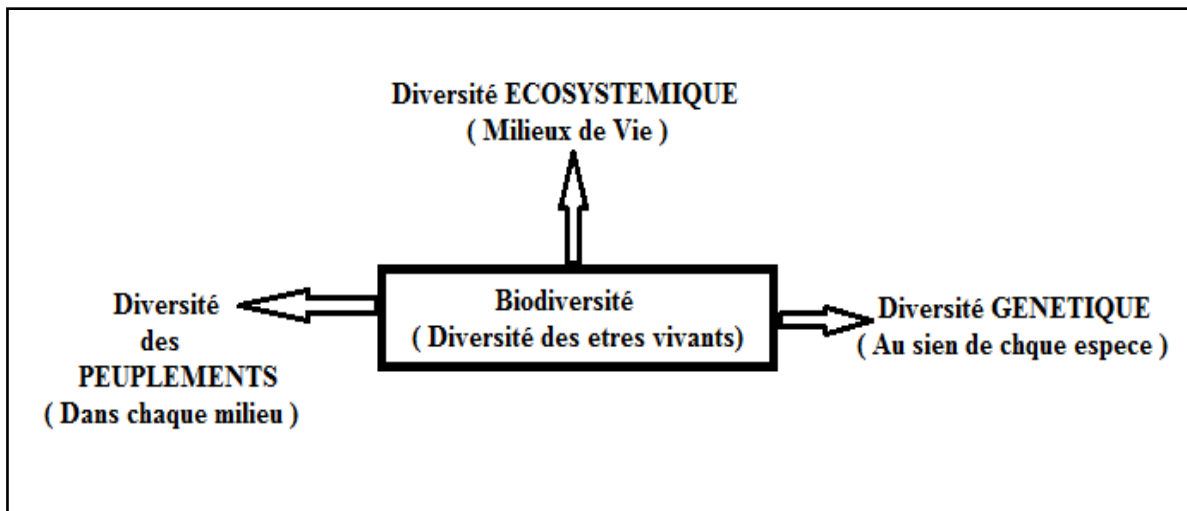 Diversité ECOSYSTEMIQUE
( Milieux de Vie )
Biodiversité
( Diversité des etres vivants)
Diversité
des
PEUPLEMENTS
( Dans chaque milieu )
Diversité GENETIQUE
( Au sien de chque espece )